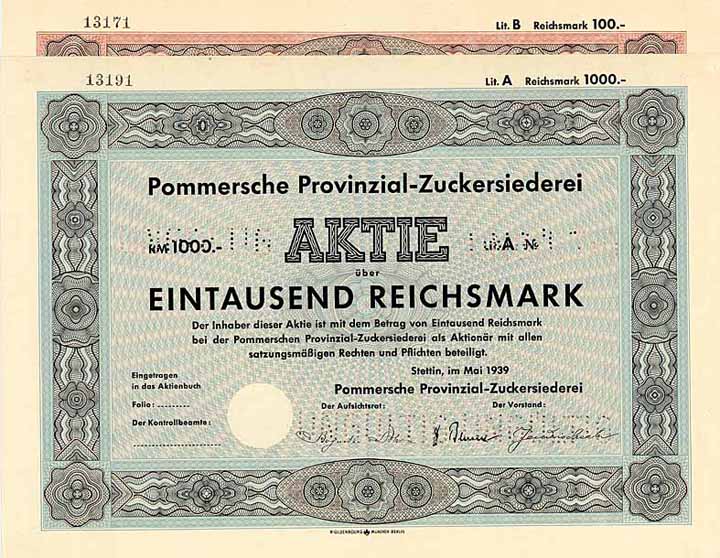 13171 Lit. B Reichsmark 100.-
13191 Lit. A Reichsmark 1000.-
Pommersche Provinzial-Zuckersiederei
RM 1000.- AKTIE Lit. A №
über
EINTAUSEND REICHSMARK
Der Inhaber dieser Aktie ist mit dem Betrag von Eintausend Reichsmark
bei der Pommerschen Provinzial-Zuckersiederei als Aktionär mit allen
satzungsmäßigen Rechten und Pflichten beteiligt.
Eingetragen
in das Aktienbuch
Stettin, im Mai 1939
Pommersche Provinzial-Zuckersiederei
Folio: ........
Der Aufsichtsrat: Der Vorstand:
Der Kontrollbeamte:
R. OLDENBOURG MÜNCHEN-BERLIN